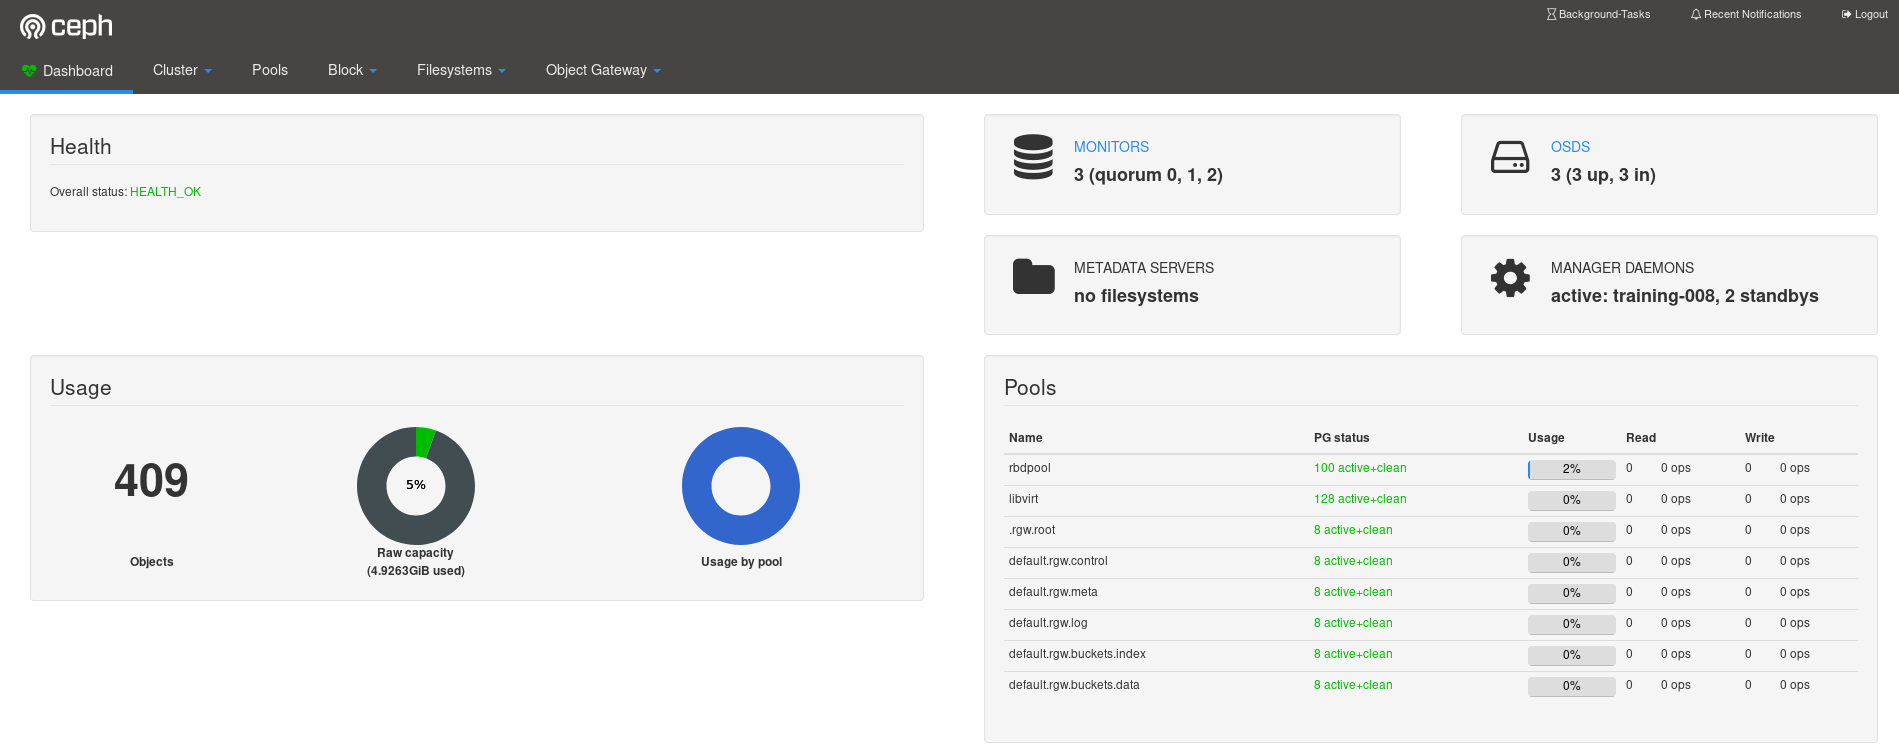 ceph
Background-Tasks Recent Notifications Logout
Dashboard Cluster Pools Block Filesystems Object Gateway
Health
Overall status: HEALTH_OK
MONITORS
3 (quorum 0, 1, 2)
OSDS
3 (3 up, 3 in)
METADATA SERVERS
no filesystems
MANAGER DAEMONS
active: training-008, 2 standbys
Usage
409
Objects
5%
Raw capacity
(4.9263GiB used)
Usage by pool
Pools
Name PG status Usage Read Write
rbdpool 100 active+clean 2% 0 0 ops 0 0 ops
libvirt 128 active+clean 0% 0 0 ops 0 0 ops
.rgw.root 8 active+clean 0% 0 0 ops 0 0 ops
default.rgw.control 8 active+clean 0% 0 0 ops 0 0 ops
default.rgw.meta 8 active+clean 0% 0 0 ops 0 0 ops
default.rgw.log 8 active+clean 0% 0 0 ops 0 0 ops
default.rgw.buckets.index 8 active+clean 0% 0 0 ops 0 0 ops
default.rgw.buckets.data 8 active+clean 0% 0 0 ops 0 0 ops